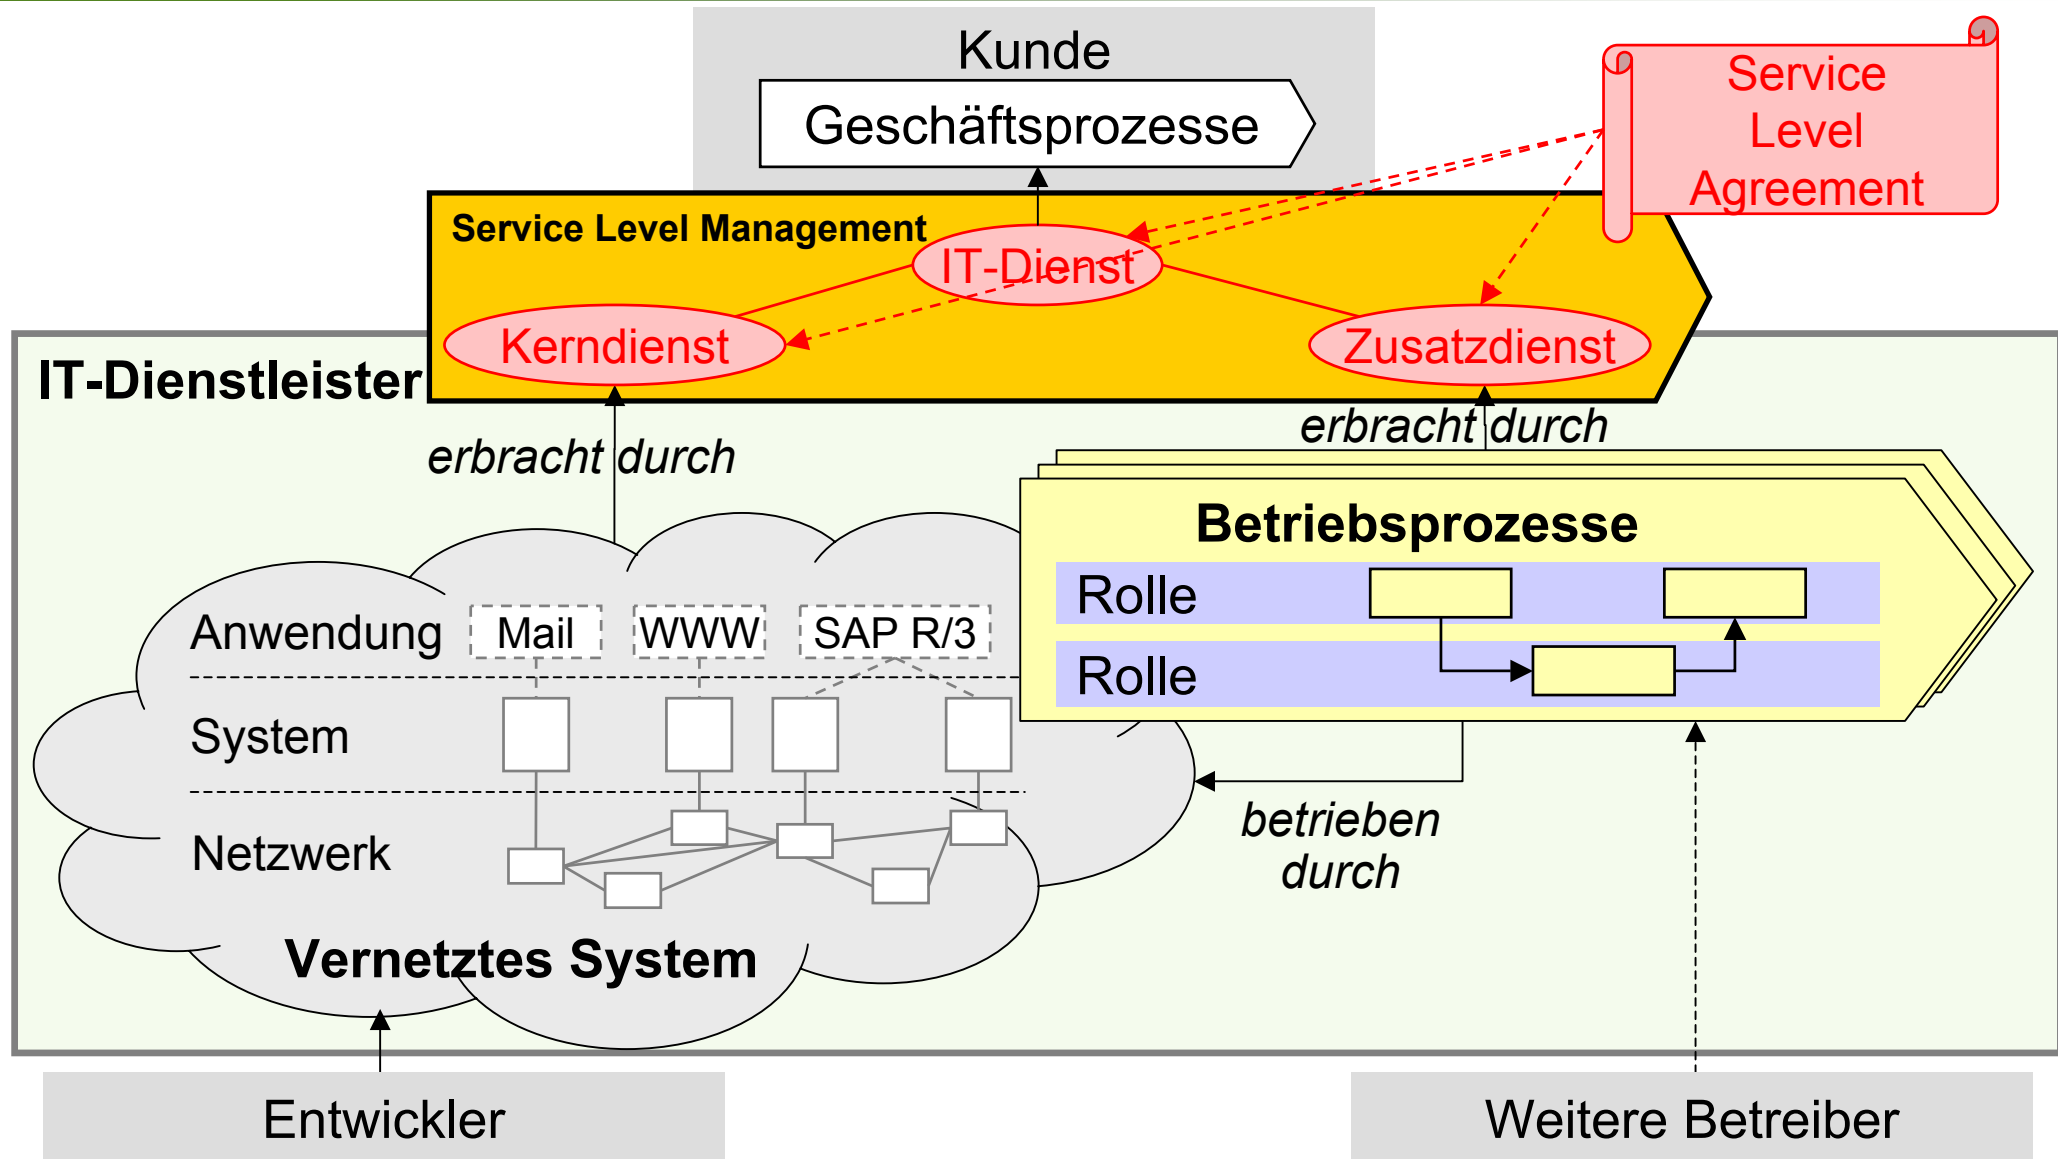 Kunde
Geschäftsprozesse
Service
Level
Agreement
Service Level Management
IT-Dienst
Kerndienst
Zusatzdienst
IT-Dienstleister
erbracht durch
erbracht durch
Betriebsprozesse
Rolle
Rolle
Anwendung
Mail
WWW
SAP R/3
System
Netzwerk
betrieben
durch
Vernetztes System
Entwickler
Weitere Betreiber